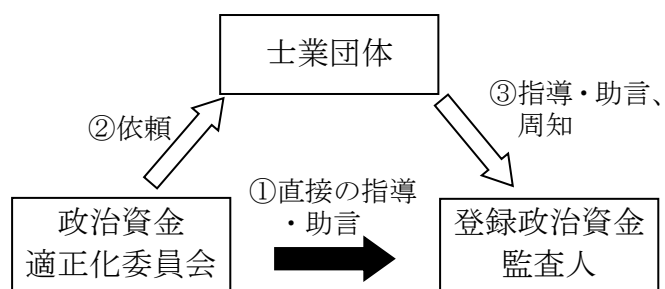 士業団体
③指導・助言、
周知
②依頼
①直接の指導
・助言
政治資金
適正化委員会
登録政治資金
監査人